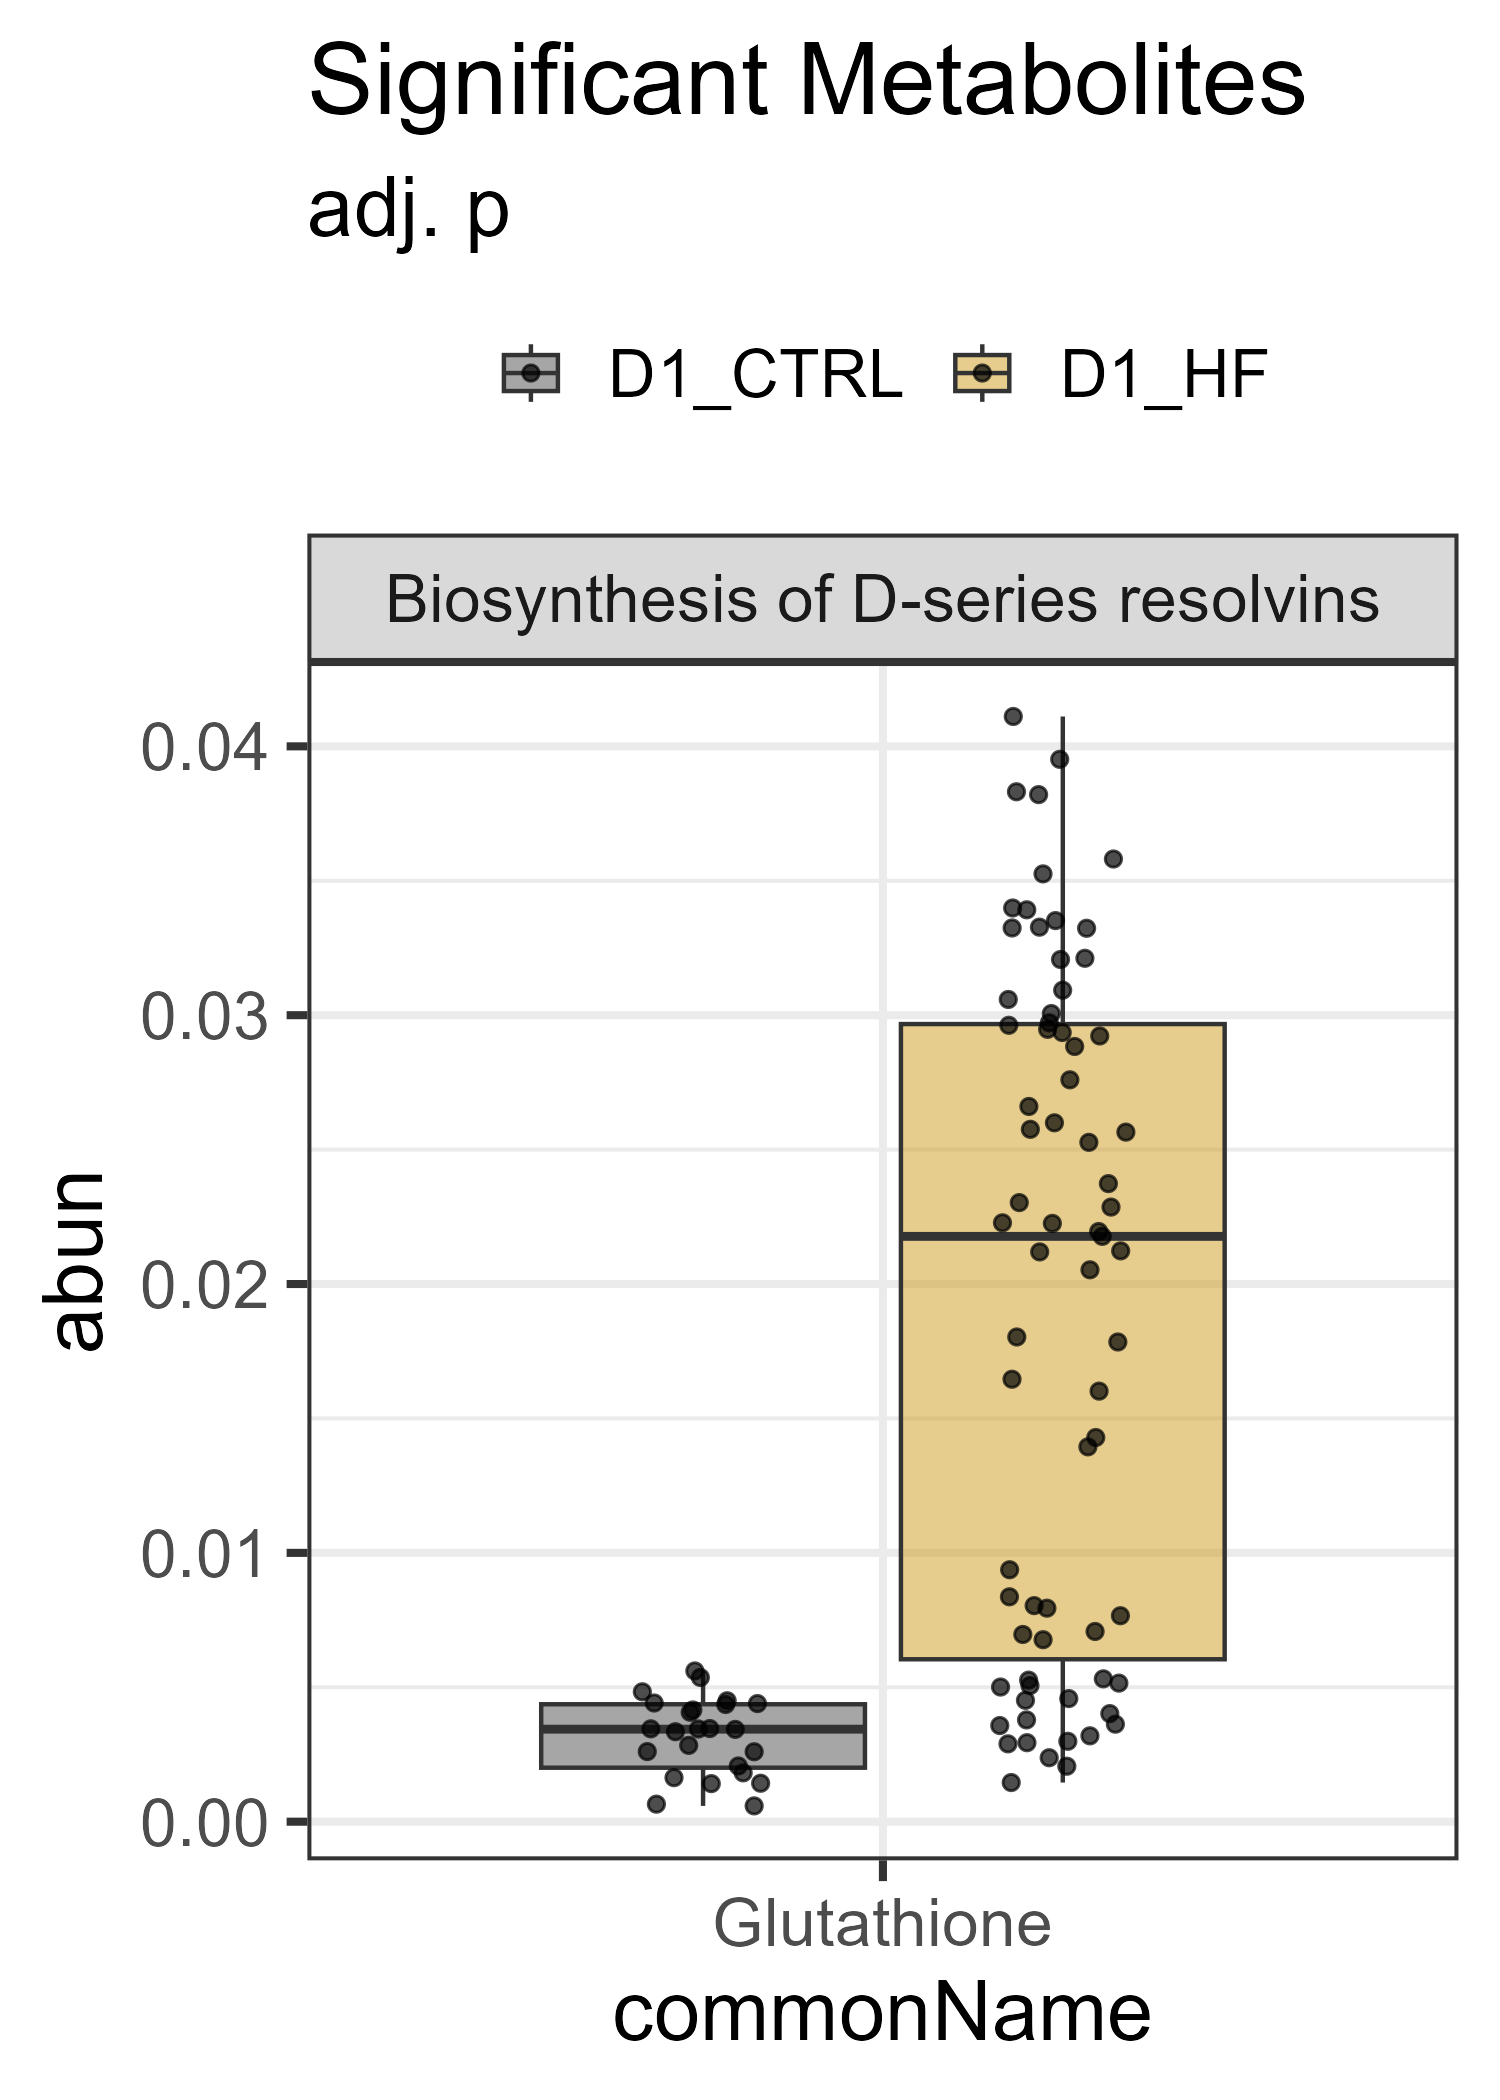 Significant Metabolites
adj. p
D1_CTRL D1_HF
Biosynthesis of D-series resolvins
0.04
0.03
0.02
0.01
0.00
abun
Glutathione
commonName